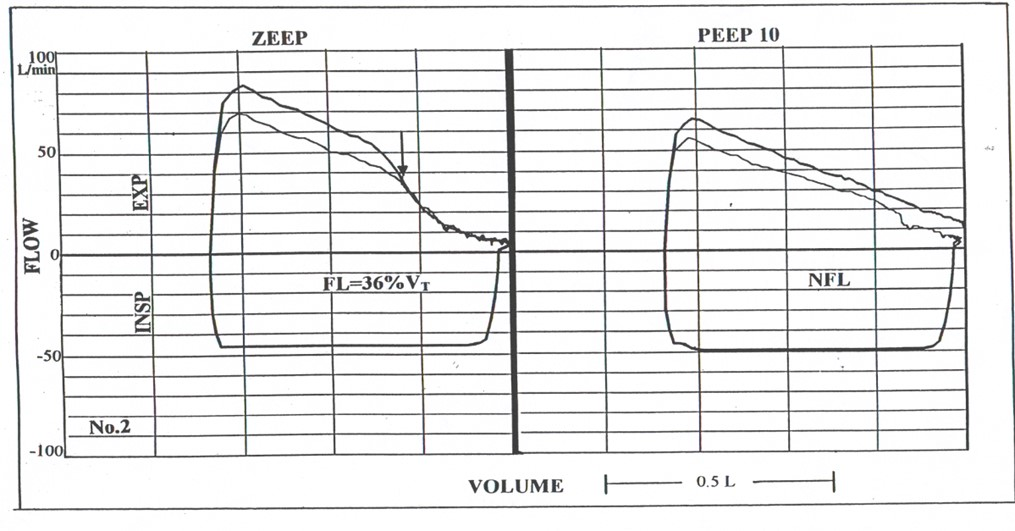 ZEEP
PEEP 10
100
L/min
50
0
-50
-100
FLOW
EXP
INSP
FL=36%VT
NFL
No.2
VOLUME
0.5 L